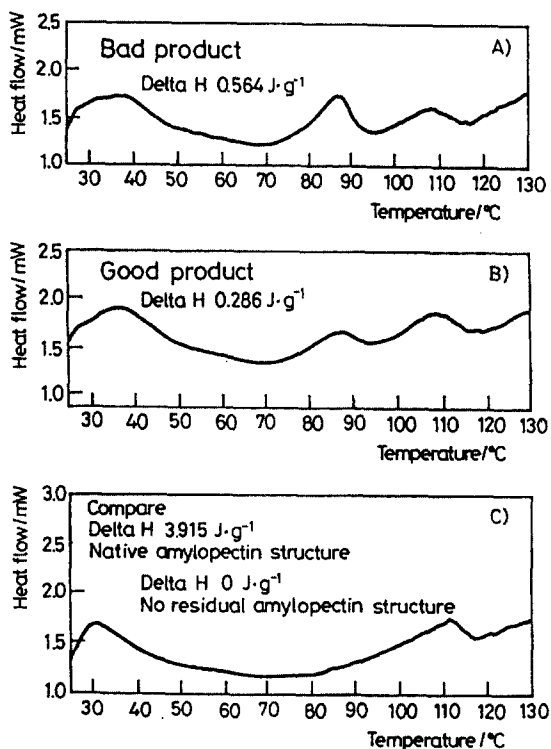 Heat flow/mW
2.5
2.0
1.5
1.0
Bad product
A)
Delta H 0.564 J·g⁻¹
30 40 50 60 70 80 90 100 110 120 130
Temperature/°C
Heat flow/mW
2.5
2.0
1.5
1.0
Good product
B)
Delta H 0.286 J·g⁻¹
30 40 50 60 70 80 90 100 110 120 130
Temperature/°C
Heat flow/mW
3.0
2.5
2.0
1.5
1.0
Compare
C)
Delta H 3.915 J·g⁻¹
Native amylopectin structure
Delta H 0 J·g⁻¹
No residual amylopectin structure
30 40 50 60 70 80 90 100 110 120 130
Temperature/°C